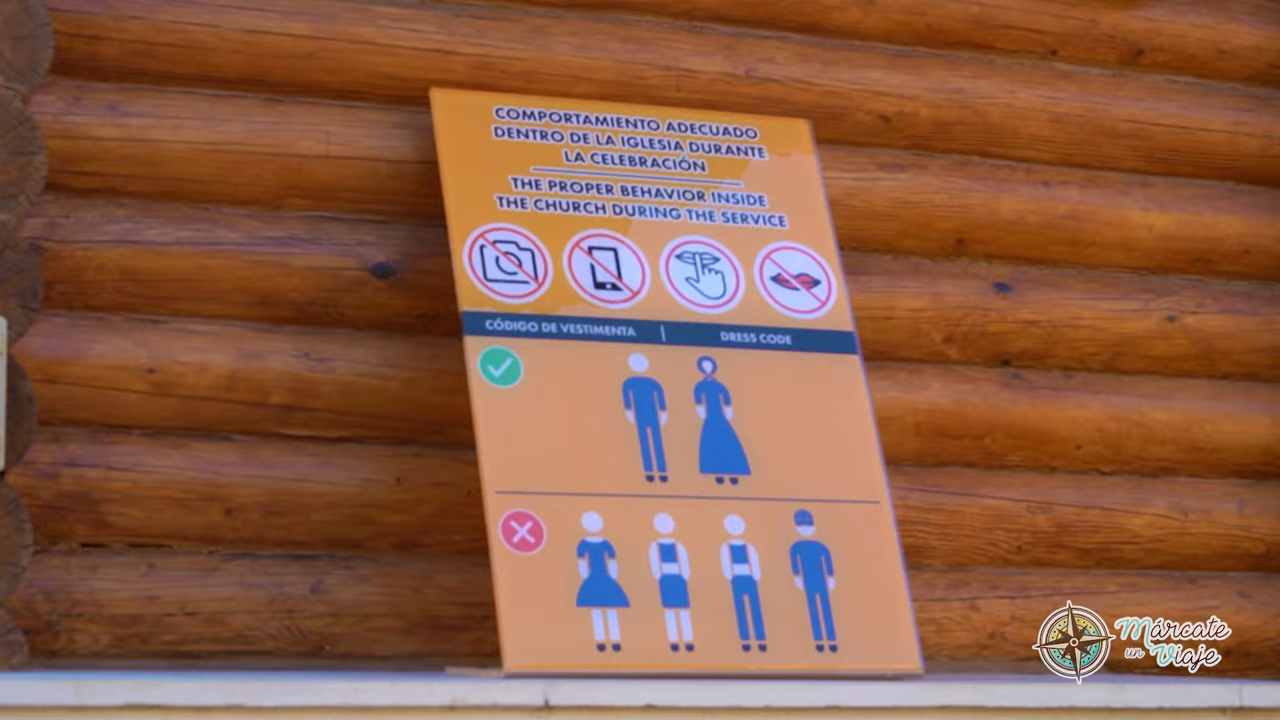 COMPORTAMIENTO ADECUADO
DENTRO DE LA IGLESIA DURANTE
LA CELEBRACIÓN
THE PROPER BEHAVIOR INSIDE
THE CHURCH DURING THE SERVICE
CÓDIGO DE VESTIMENTA | DRESS CODE
Márcate
un Viaje